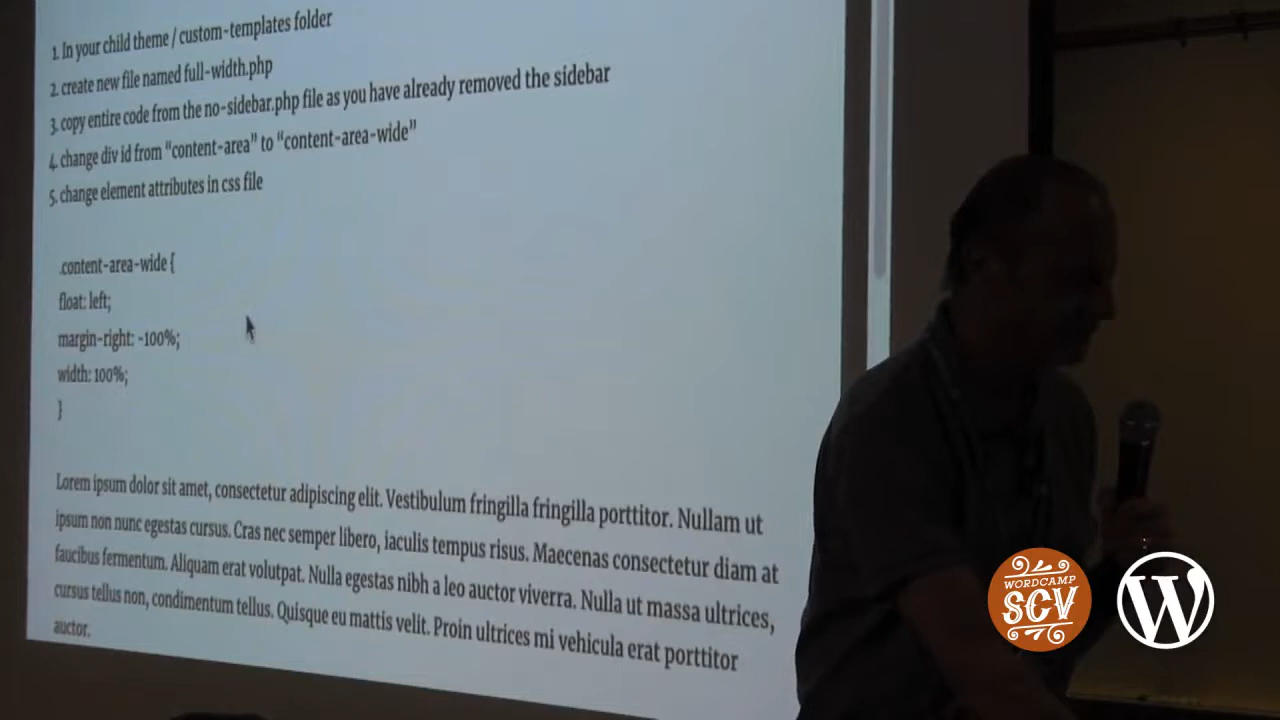 1. In your child theme / custom-templates folder
2. create new file named full-width.php
3. copy entire code from the no-sidebar.php file as you have already removed the sidebar
4. change div id from “content-area” to “content-area-wide”
5. change element attributes in css file
.content-area-wide {
float: left;
margin-right: -100%;
width: 100%;
}
Lorem ipsum dolor sit amet, consectetur adipiscing elit. Vestibulum fringilla fringilla porttitor. Nullam ut
ipsum non nunc egestas cursus. Cras nec semper libero, iaculis tempus risus. Maecenas consectetur diam at
faucibus fermentum. Aliquam erat volutpat. Nulla egestas nibh a leo auctor viverra. Nulla ut massa ultrices,
cursus tellus non, condimentum tellus. Quisque eu mattis velit. Proin ultrices mi vehicula erat porttitor
auctor.
WORDCAMP
SCV
W